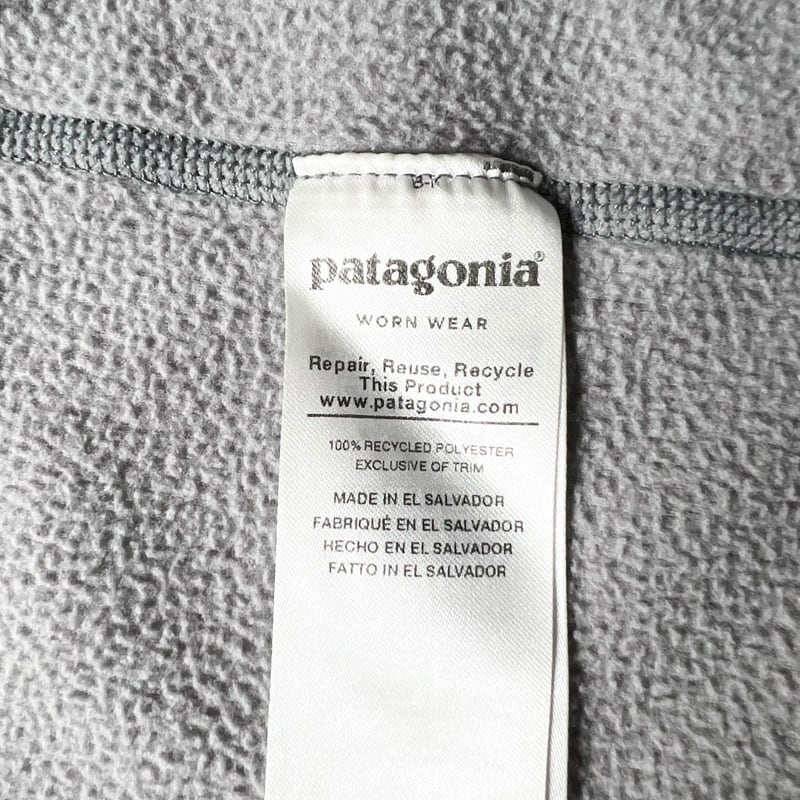 patagonia®
WORN WEAR
Repair, Reuse, Recycle
This Product
www.patagonia.com
100% RECYCLED POLYESTER
EXCLUSIVE OF TRIM
MADE IN EL SALVADOR
FABRIQUÉ EN EL SALVADOR
HECHO EN EL SALVADOR
FATTO IN EL SALVADOR